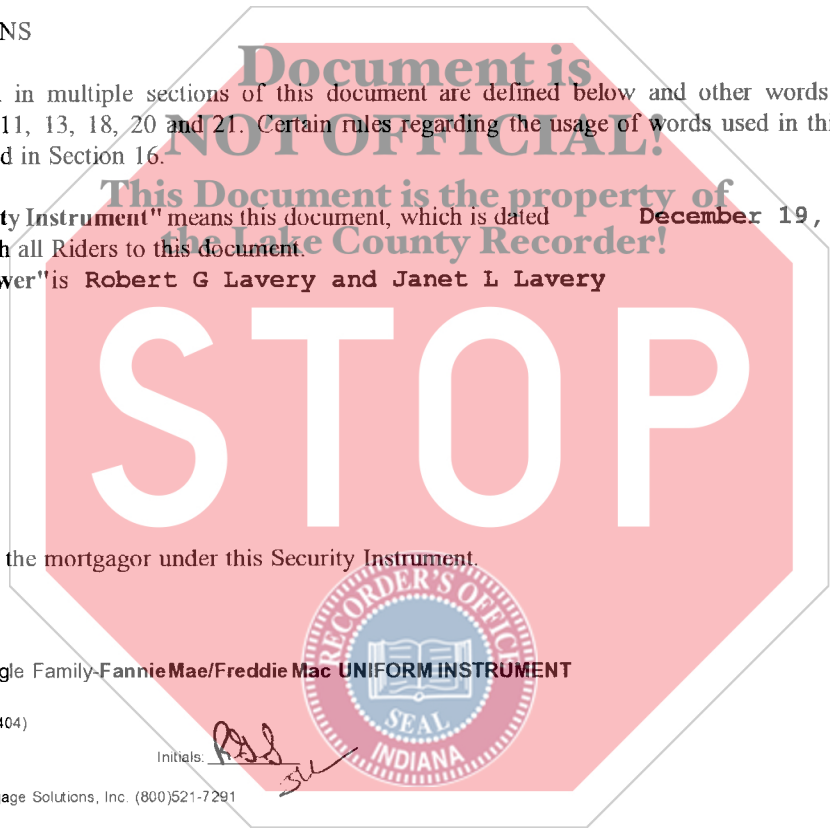 NS
Document is
in multiple sections of this document are defined below and other words
11, 13, 18, 20 and 21. Certain rules regarding the usage of words used in
NOT OFFICIAL!
d in Section 16.
This Document is the property of
ty Instrument" means this document, which is dated December 19,
h all Riders to this document.
the Lake County Recorder!
wer" is Robert G Lavery and Janet L Lavery
STOP
the mortgagor under this Security Instrument.
RECORDER'S OFFICE
SEAL
INDIANA
gle Family-Fannie Mae/Freddie Mac UNIFORM INSTRUMENT
404)
Initials: RGL
JLL
age Solutions, Inc. (800)521-7291